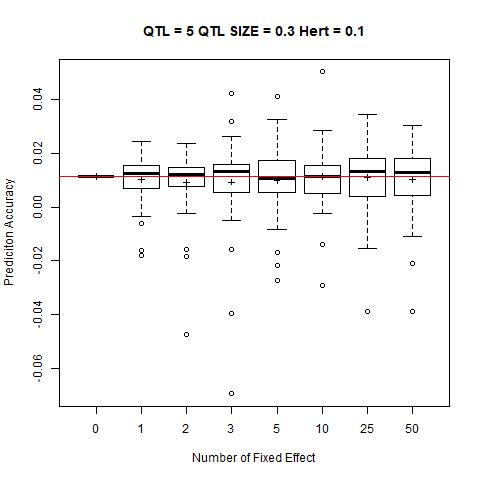 QTL = 5 QTL SIZE = 0.3 Hert = 0.1
Prediciton Accuracy
0.04
0.02
0.00
-0.02
-0.04
-0.06
0 1 2 3 5 10 25 50
Number of Fixed Effect